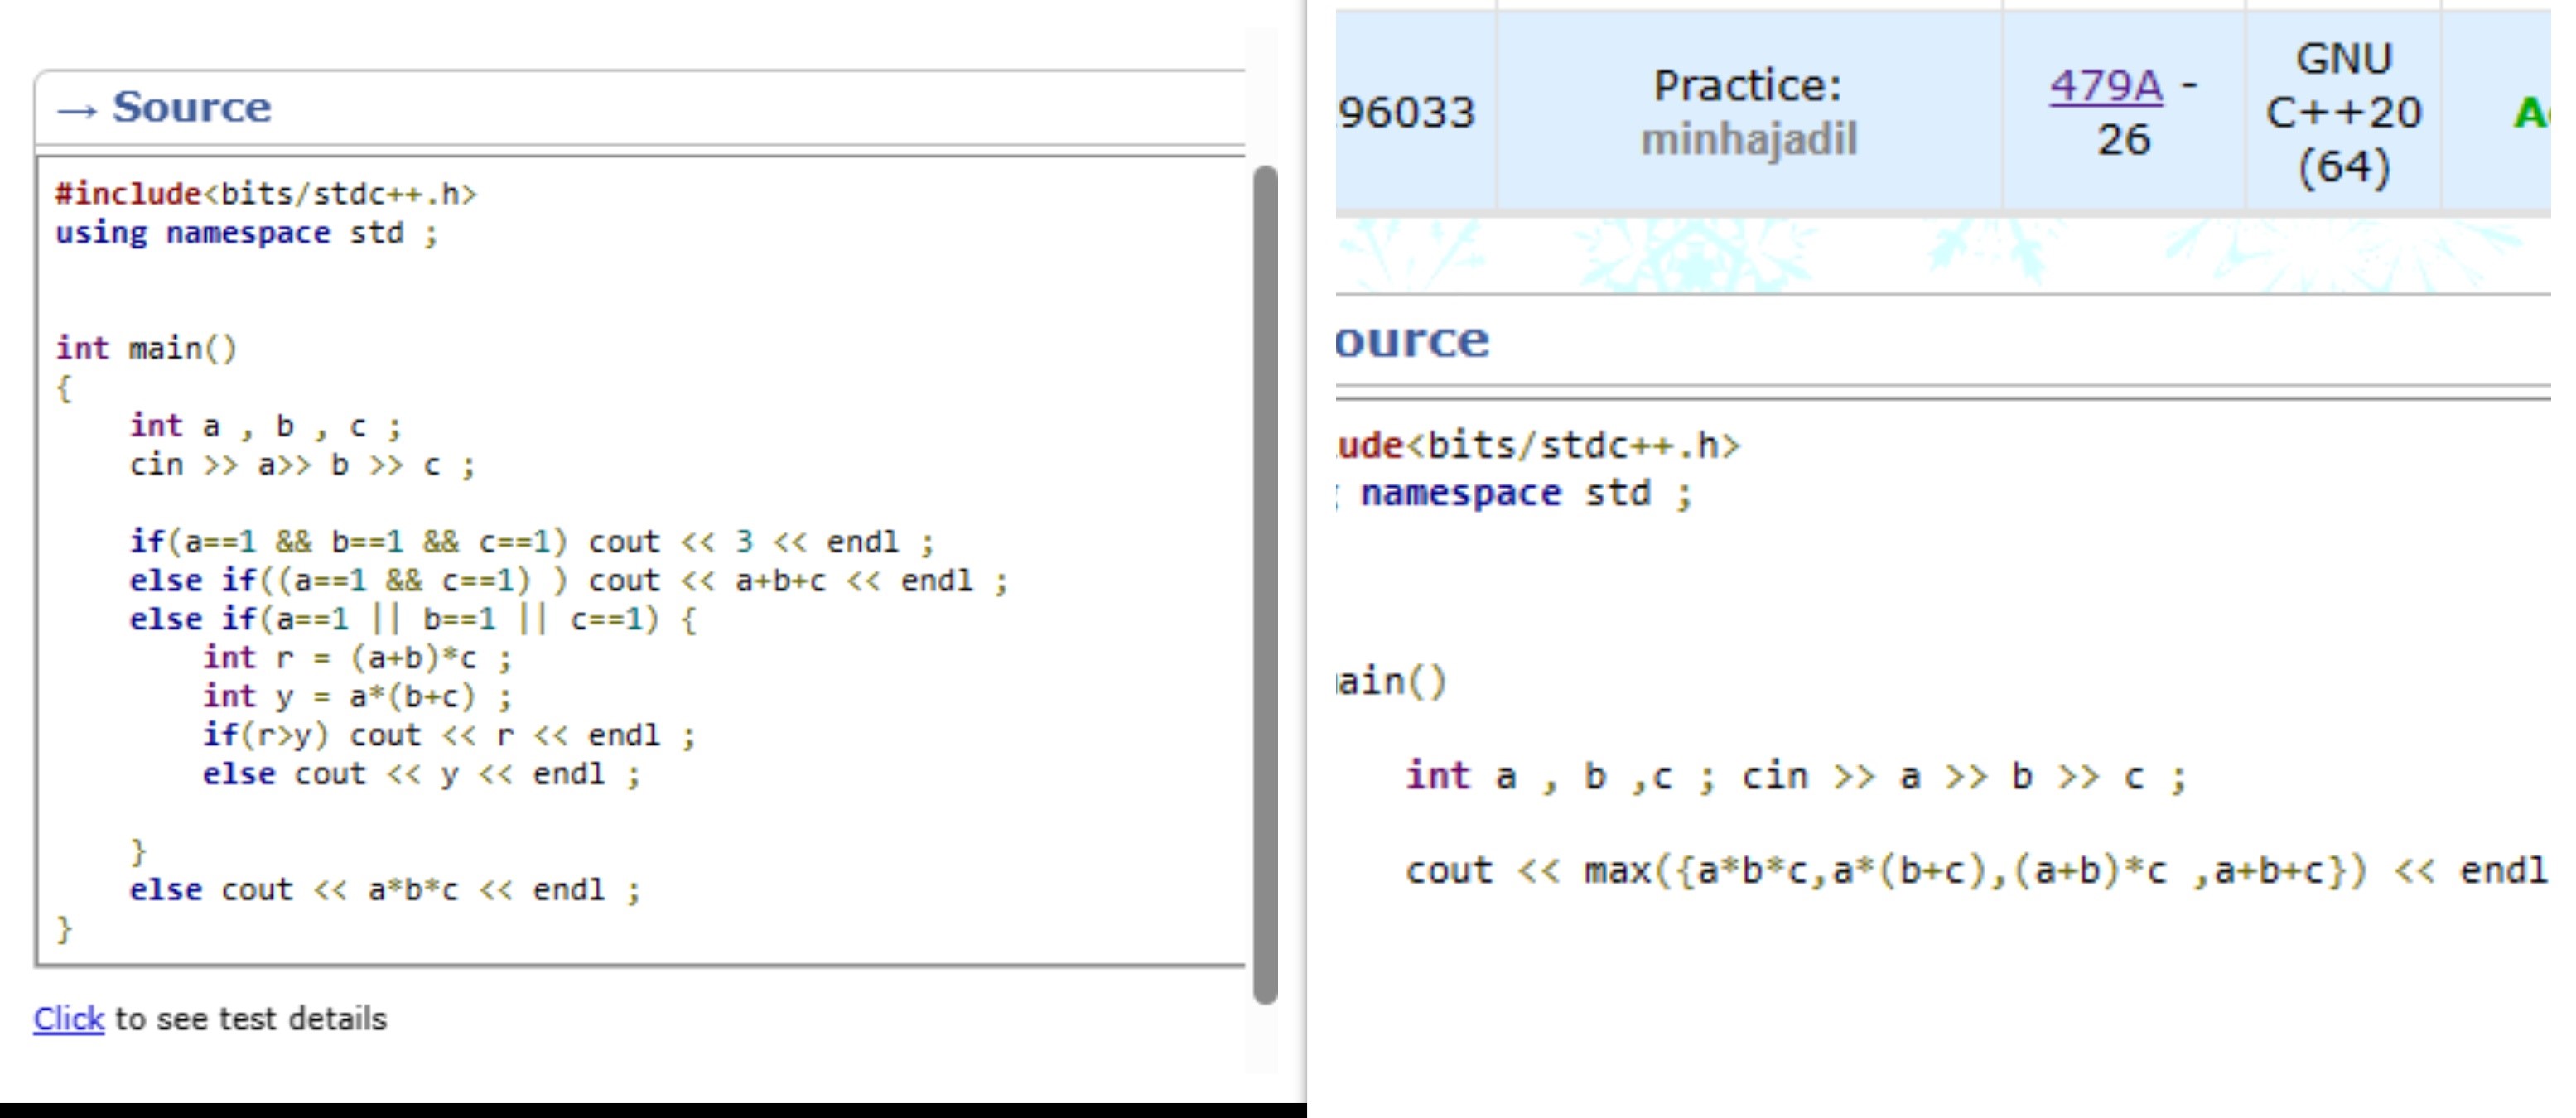 → Source
#include<bits/stdc++.h>
using namespace std ;
int main()
{
    int a , b , c ;
    cin >> a>> b >> c ;
    if(a==1 && b==1 && c==1) cout << 3 << endl ;
    else if((a==1 && c==1) ) cout << a+b+c << endl ;
    else if(a==1 || b==1 || c==1) {
        int r = (a+b)*c ;
        int y = a*(b+c) ;
        if(r>y) cout << r << endl ;
        else cout << y << endl ;
    }
    else cout << a*b*c << endl ;
}
Click to see test details
96033
Practice:
minhajadil
479A -
26
GNU
C++20
(64)
A
ource
ude<bits/stdc++.h>
namespace std ;
ain()
int a , b ,c ; cin >> a >> b >> c ;
cout << max({a*b*c,a*(b+c),(a+b)*c ,a+b+c}) << endl